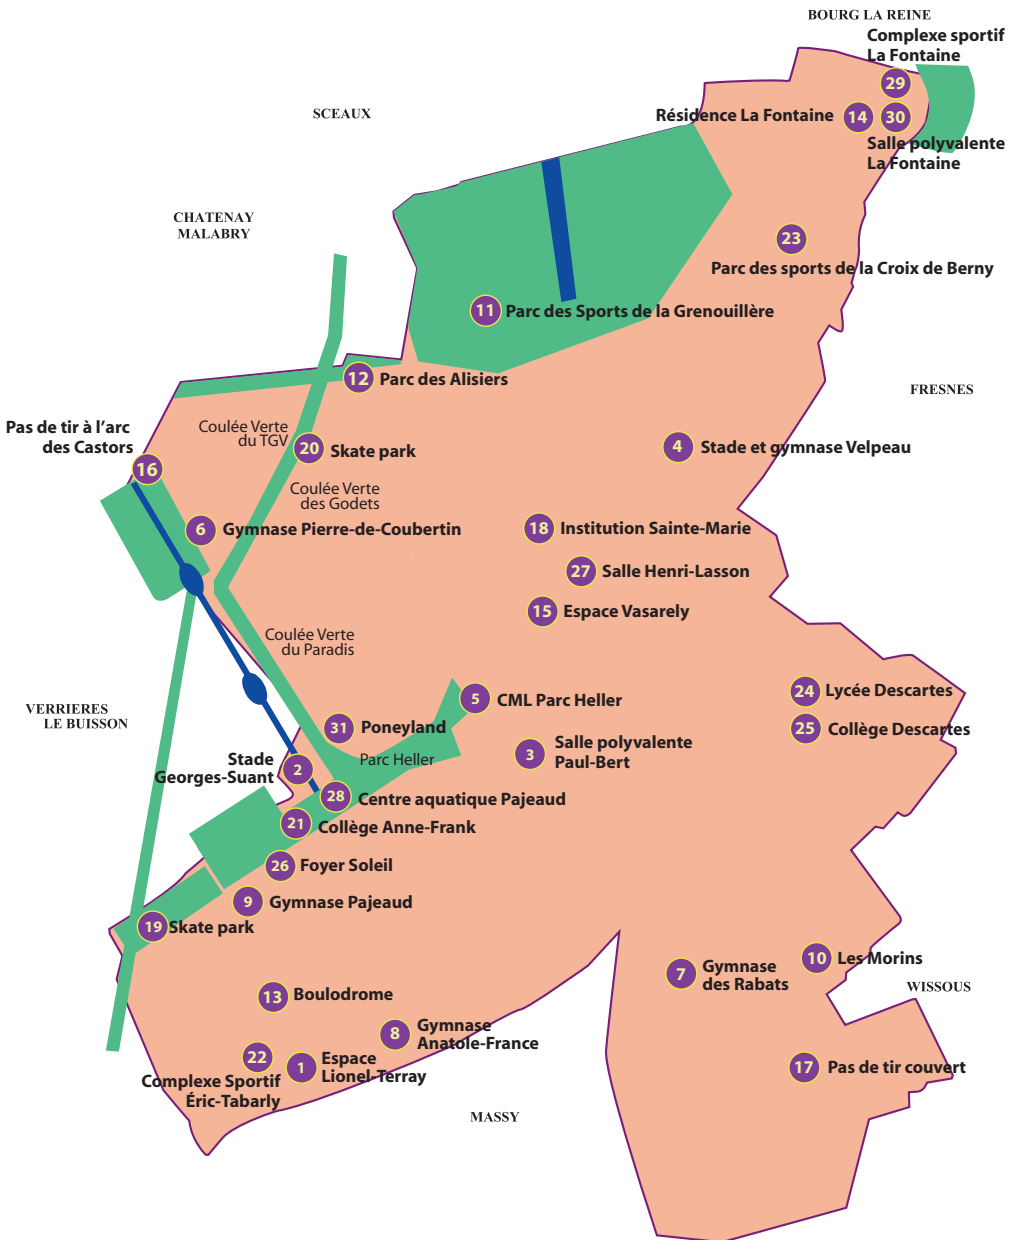 BOURG LA REINE
Complexe sportif
La Fontaine
29
SCEAUX
Résidence La Fontaine
14
30
Salle polyvalente
La Fontaine
CHATENAY
MALABRY
23
Parc des sports de la Croix de Berny
11
Parc des Sports de la Grenouillère
12
Parc des Alisiers
FRESNES
Pas de tir à l’arc
des Castors
16
Coulée Verte
du TGV
20
Skate park
4
Stade et gymnase Velpeau
Coulée Verte
des Godets
6
Gymnase Pierre-de-Coubertin
18
Institution Sainte-Marie
27
Salle Henri-Lasson
15
Espace Vasarely
Coulée Verte
du Paradis
VERRIERES
LE BUISSON
5
CML Parc Heller
24
Lycée Descartes
25
Collège Descartes
31
Poneyland
3
Salle polyvalente
Paul-Bert
Parc Heller
Stade
Georges-Suant
2
28
Centre aquatique Pajeaud
21
Collège Anne-Frank
26
Foyer Soleil
9
Gymnase Pajeaud
19
Skate park
7
Gymnase
des Rabats
10
Les Morins
WISSOUS
13
Boulodrome
8
Gymnase
Anatole-France
22
Complexe Sportif
Éric-Tabarly
1
Espace
Lionel-Terray
17
Pas de tir couvert
MASSY